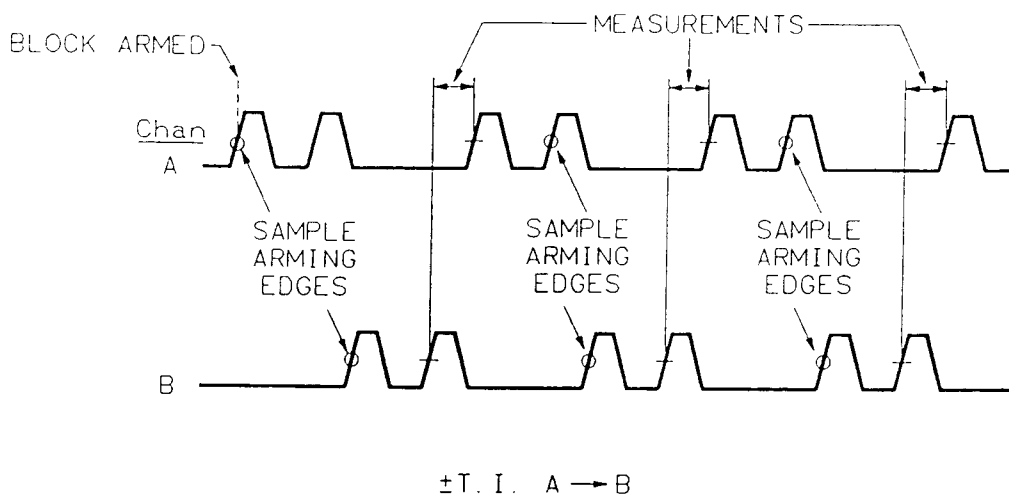 MEASUREMENTS
BLOCK ARMED
Chan
A
SAMPLE
ARMING
EDGES
SAMPLE
ARMING
EDGES
SAMPLE
ARMING
EDGES
B
±T. I. A → B